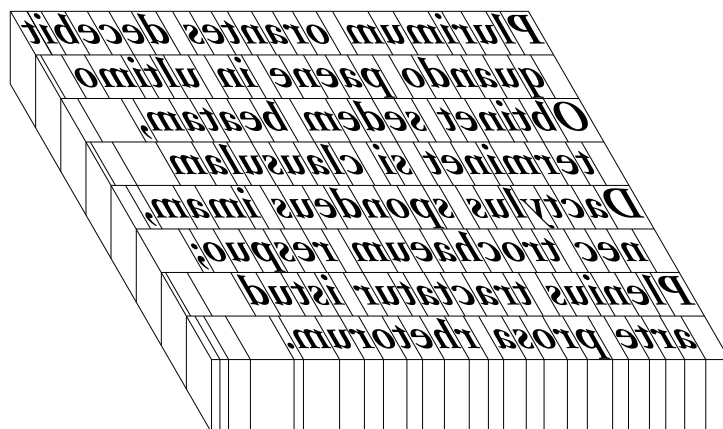 Plurimum orantes decebit
quando paene in ultimo
Obtinet sedem beatam,
terminet si clausulam
Dactylus spondeus imam,
nec trochaeum respuo;
Plenius tractatur istud
arte prosa rhetorum.